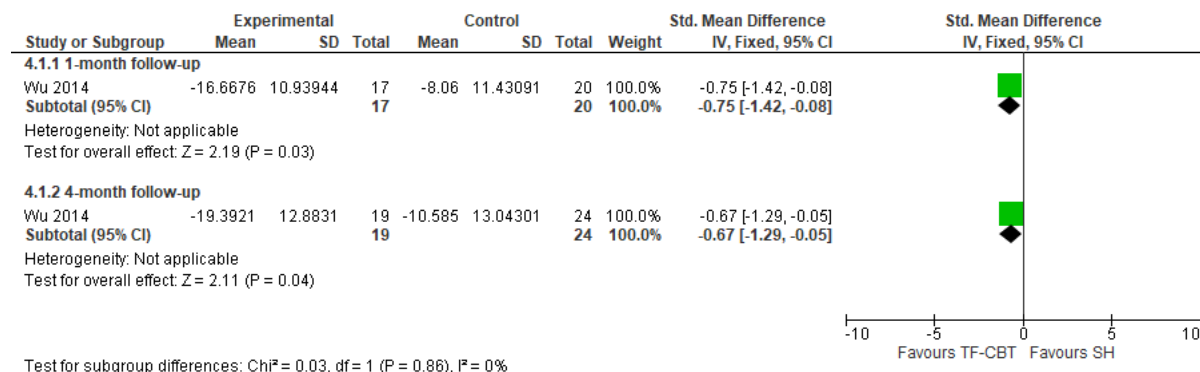 Experimental Control Std. Mean Difference Std. Mean Difference
Study or Subgroup Mean SD Total Mean SD Total Weight IV, Fixed, 95% CI IV, Fixed, 95% CI
4.1.1 1-month follow-up
Wu 2014 -16.6676 10.93944 17 -8.06 11.43091 20 100.0% -0.75 [-1.42, -0.08]
Subtotal (95% CI) 17 20 100.0% -0.75 [-1.42, -0.08]
Heterogeneity: Not applicable
Test for overall effect: Z = 2.19 (P = 0.03)
4.1.2 4-month follow-up
Wu 2014 -19.3921 12.8831 19 -10.585 13.04301 24 100.0% -0.67 [-1.29, -0.05]
Subtotal (95% CI) 19 24 100.0% -0.67 [-1.29, -0.05]
Heterogeneity: Not applicable
Test for overall effect: Z = 2.11 (P = 0.04)
-10 -5 0 5 10
Favours TF-CBT Favours SH
Test for subgroup differences: Chi² = 0.03, df = 1 (P = 0.86), I² = 0%